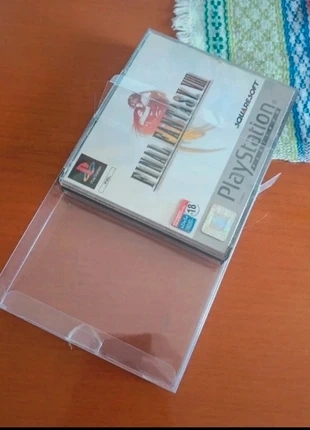 FINAL FANTASY VIII
SQUARESOFT
PlayStation
18